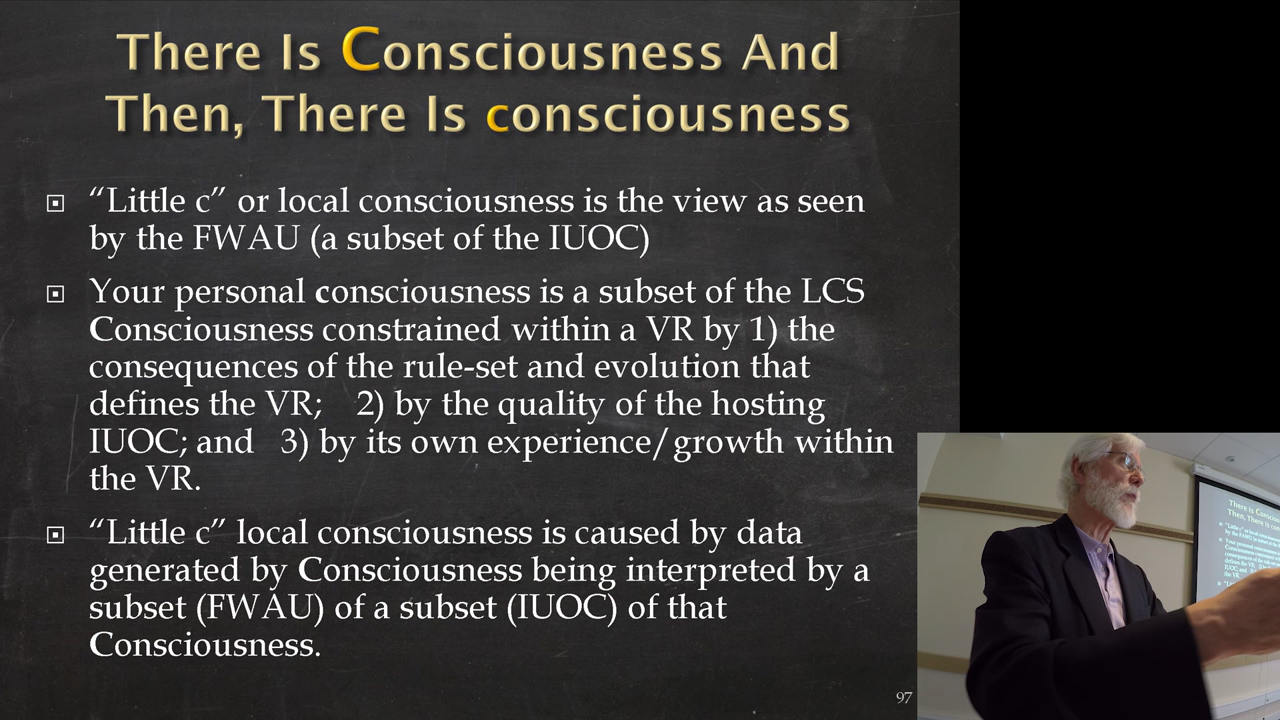 There Is Consciousness And
Then, There Is consciousness
“Little c” or local consciousness is the view as seen
by the FWAU (a subset of the IUOC)
Your personal consciousness is a subset of the LCS
Consciousness constrained within a VR by 1) the
consequences of the rule-set and evolution that
defines the VR; 2) by the quality of the hosting
IUOC; and 3) by its own experience/growth within
the VR.
“Little c” local consciousness is caused by data
generated by Consciousness being interpreted by a
subset (FWAU) of a subset (IUOC) of that
Consciousness.
97